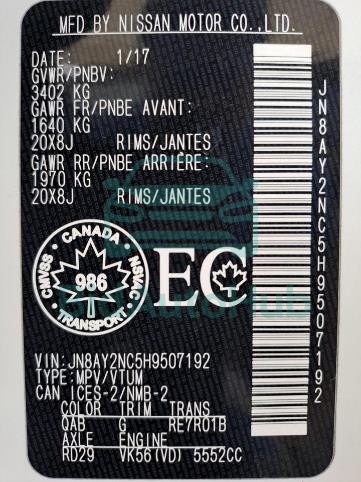 MFD BY NISSAN MOTOR CO.,LTD.
DATE: 1/17
GVWR/PNBV:
3402 KG
GAWR FR/PNBE AVANT:
1640 KG
20X8J RIMS/JANTES
GAWR RR/PNBE ARRIÈRE:
1970 KG
20X8J RIMS/JANTES
CANADA
CMVSS
986
NSVAC
TRANSPORT
EC
JN8AY2NC5H9507192
VIN:JN8AY2NC5H9507192
TYPE:MPV/VTUM
CAN ICES-2/NMB-2
COLOR TRIM TRANS
QAB G RE7R01B
AXLE ENGINE
RD29 VK56(VD) 5552CC